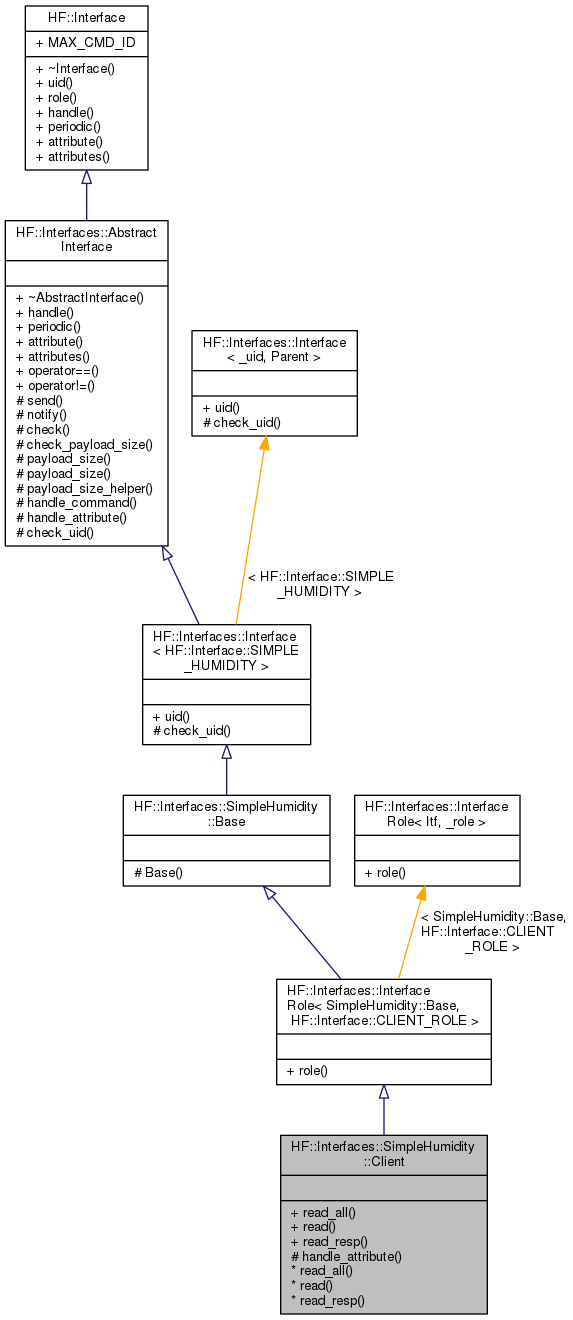 HF::Interface
+ MAX_CMD_ID
+ ~Interface()
+ uid()
+ role()
+ handle()
+ periodic()
+ attribute()
+ attributes()
HF::Interfaces::Abstract
Interface
+ ~AbstractInterface()
+ handle()
+ periodic()
+ attribute()
+ attributes()
+ operator==()
+ operator!=()
# send()
# notify()
# check()
# check_payload_size()
# payload_size()
# payload_size()
# payload_size_helper()
# handle_command()
# handle_attribute()
# check_uid()
HF::Interfaces::Interface
< _uid, Parent >
+ uid()
# check_uid()
< HF::Interface::SIMPLE
_HUMIDITY >
HF::Interfaces::Interface
< HF::Interface::SIMPLE
_HUMIDITY >
+ uid()
# check_uid()
HF::Interfaces::SimpleHumidity
::Base
# Base()
HF::Interfaces::Interface
Role< Itf, _role >
+ role()
< SimpleHumidity::Base,
HF::Interface::CLIENT
_ROLE >
HF::Interfaces::Interface
Role< SimpleHumidity::Base,
HF::Interface::CLIENT_ROLE >
+ role()
HF::Interfaces::SimpleHumidity
::Client
+ read_all()
+ read()
+ read_resp()
# handle_attribute()
* read_all()
* read()
* read_resp()